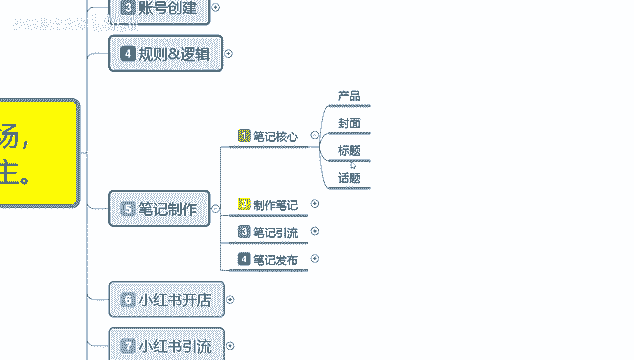 3 账号创建
4 规则&逻辑
场，
主。
5 笔记制作
1 笔记核心
产品
封面
标题
话题
2 制作笔记
3 笔记引流
4 笔记发布
6 小红书开店
7 小红书引流